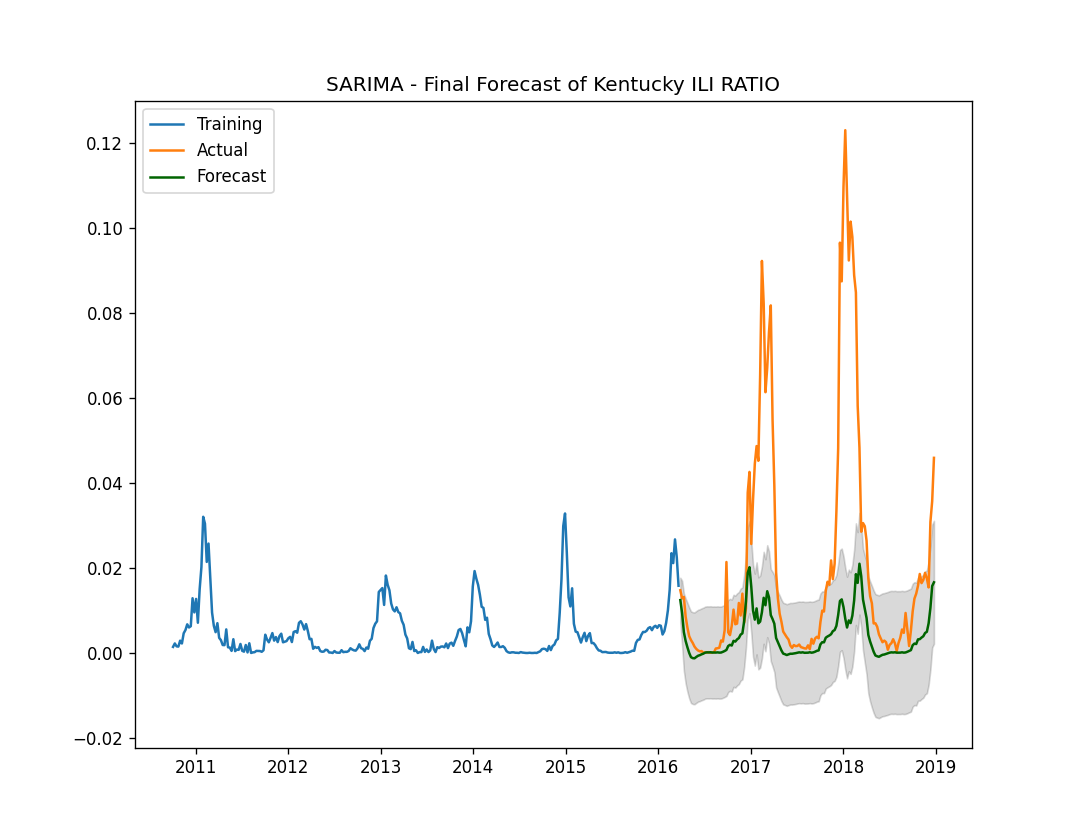 SARIMA - Final Forecast of Kentucky ILI RATIO
Training
Actual
Forecast
0.12
0.10
0.08
0.06
0.04
0.02
0.00
−0.02
2011 2012 2013 2014 2015 2016 2017 2018 2019